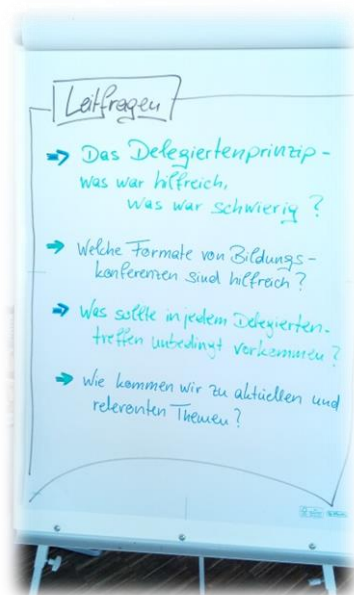 Leitfragen
Das Delegiertenprinzip -
was war hilfreich,
was war schwierig?
Welche Formate von Bildungs-
konferenzen sind hilfreich?
Was sollte in jedem Delegierten-
treffen unbedingt vorkommen?
Wie kommen wir zu aktuellen und
relevanten Themen?